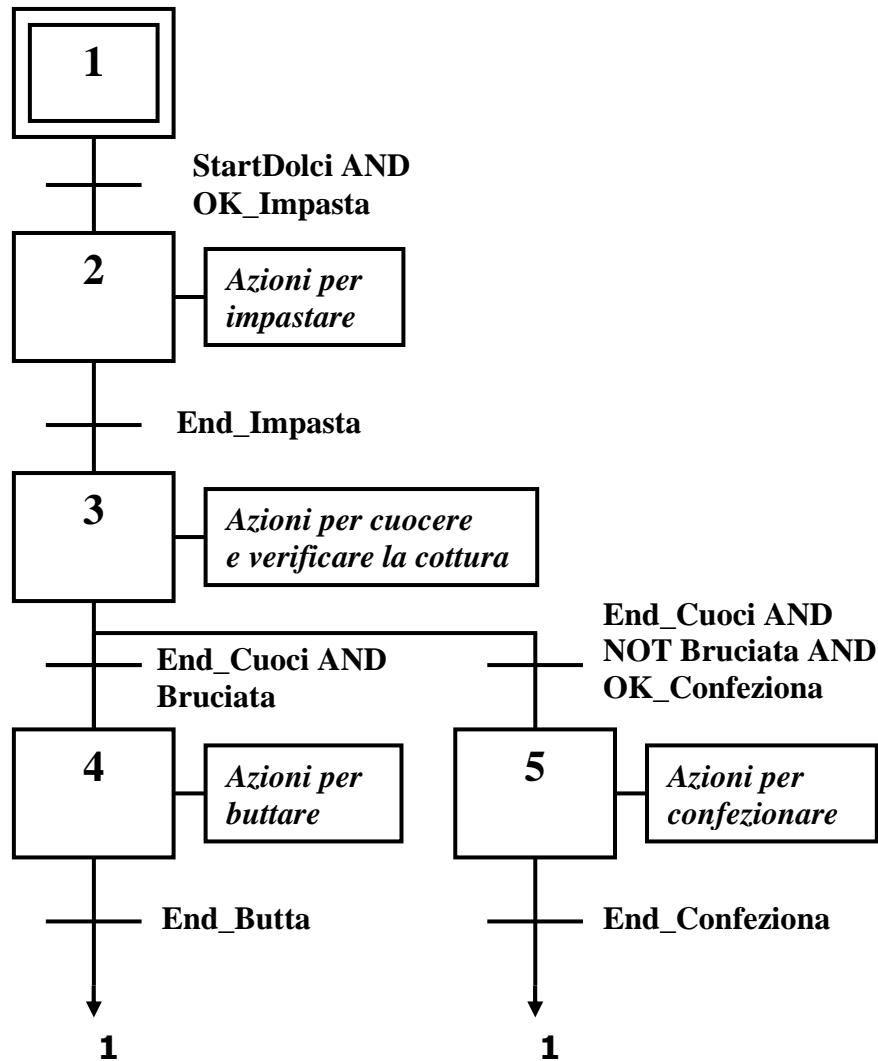 1
StartDolci AND
OK_Impasta
2
Azioni per
impastare
End_Impasta
3
Azioni per cuocere
e verificare la cottura
End_Cuoci AND
Bruciata
End_Cuoci AND
NOT Bruciata AND
OK_Confeziona
4
Azioni per
buttare
5
Azioni per
confezionare
End_Butta
End_Confeziona
1
1